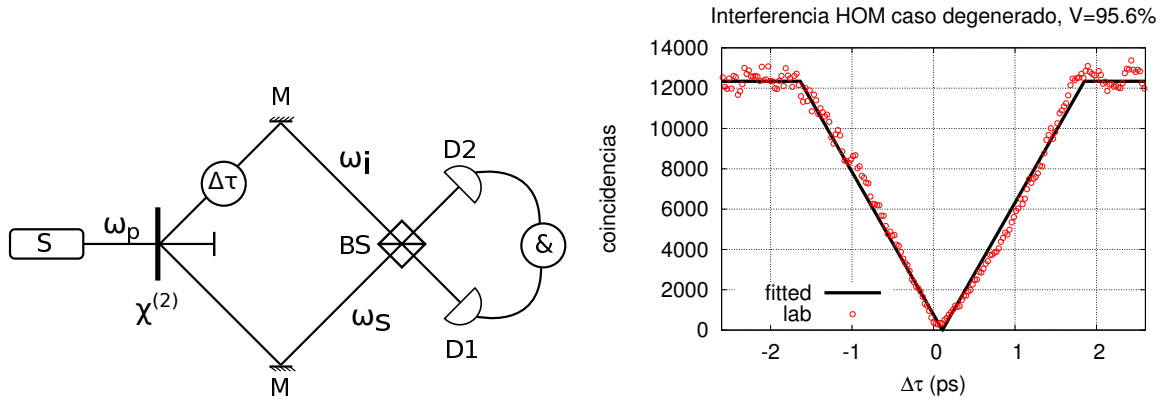 M
Δτ
ωi
D2
S
ωp
BS
&
χ(2)
ωs
D1
M
Interferencia HOM caso degenerado, V=95.6%
14000
12000
10000
8000
6000
4000
2000
0
coincidencias
fitted
lab
-2 -1 0 1 2
Δτ (ps)